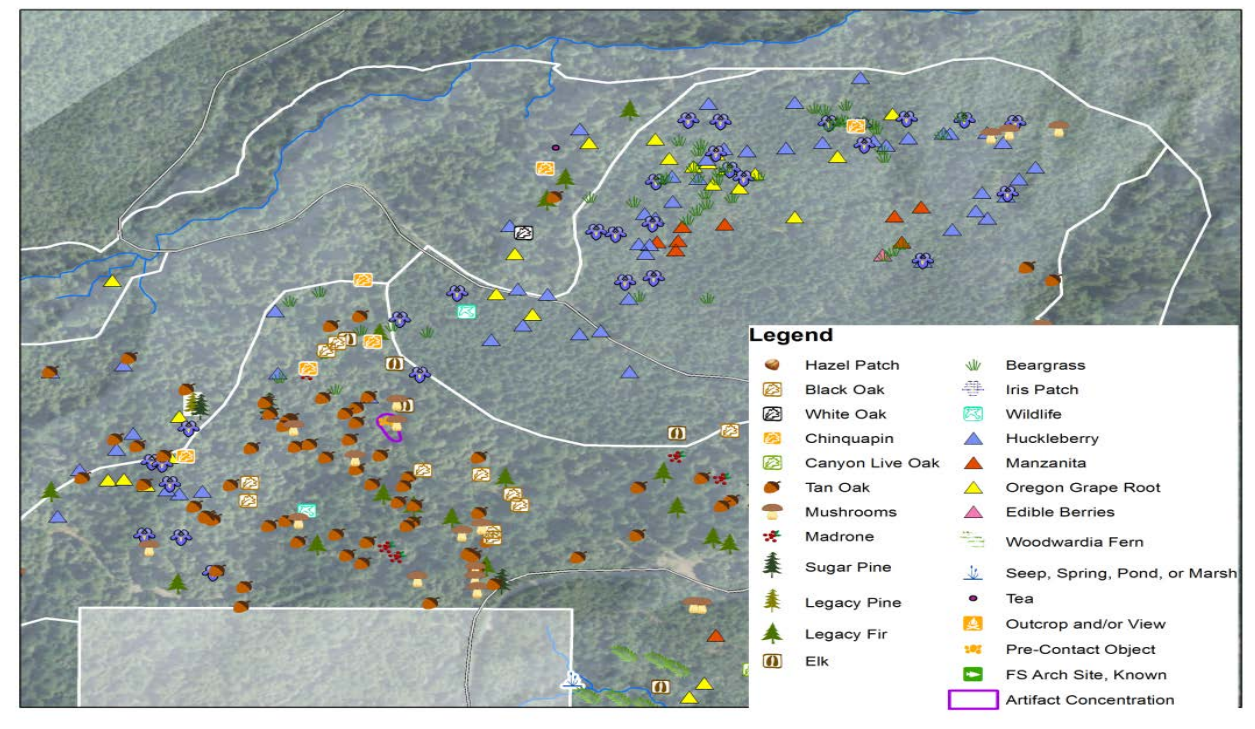 Legend
Hazel Patch
Black Oak
White Oak
Chinquapin
Canyon Live Oak
Tan Oak
Mushrooms
Madrone
Sugar Pine
Legacy Pine
Legacy Fir
Elk
Beargrass
Iris Patch
Wildlife
Huckleberry
Manzanita
Oregon Grape Root
Edible Berries
Woodwardia Fern
Seep, Spring, Pond, or Marsh
Tea
Outcrop and/or View
Pre-Contact Object
FS Arch Site, Known
Artifact Concentration